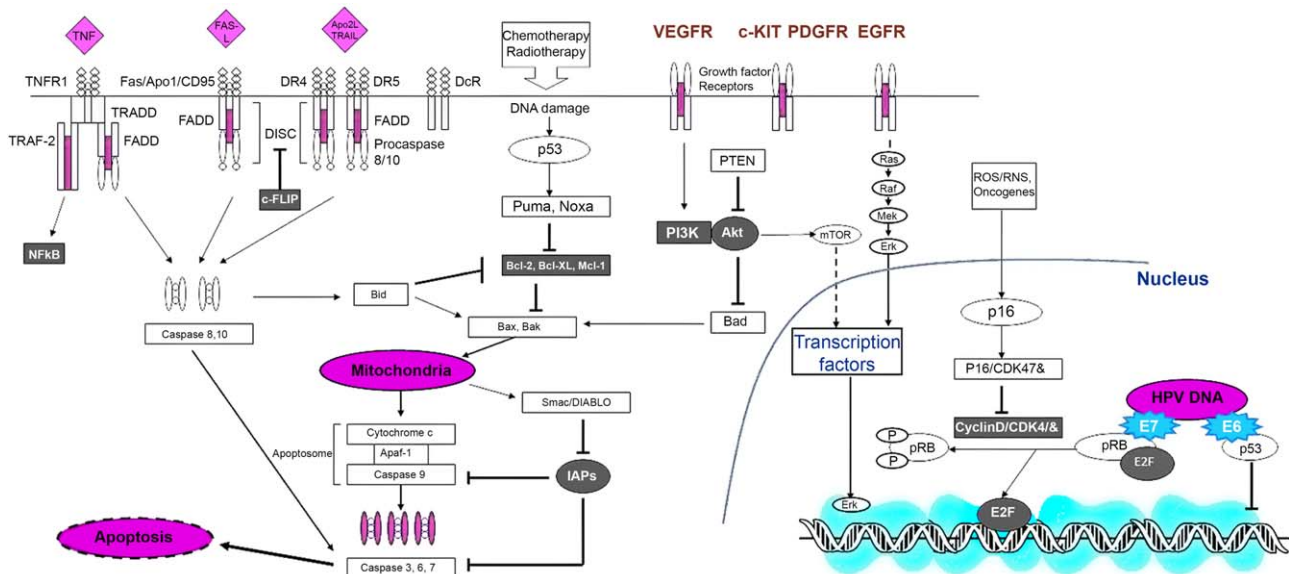 TNF
FAS-
L
Apo2L
TRAIL
Chemotherapy
Radiotherapy
VEGFR
c-KIT
PDGFR
EGFR
TNFR1
Fas/Apo1/CD95
DR4
DR5
DcR
Growth factor
Receptors
TRADD
FADD
DISC
FADD
DNA damage
TRAF-2
FADD
Procaspase
8/10
p53
PTEN
Ras
ROS/RNS,
Oncogenes
c-FLIP
Puma, Noxa
Raf
Mek
NFkB
PI3K
Akt
mTOR
Erk
Bcl-2, Bcl-XL, Mcl-1
Nucleus
Bid
Bax, Bak
Bad
p16
Caspase 8,10
Transcription
factors
Mitochondria
P16/CDK47&
HPV DNA
Smac/DIABLO
CyclinD/CDK4/&
E7
E6
Cytochrome c
P
pRB
P
pRB
E2F
p53
Apoptosome
Apaf-1
Caspase 9
IAPs
Erk
E2F
Apoptosis
Caspase 3, 6, 7